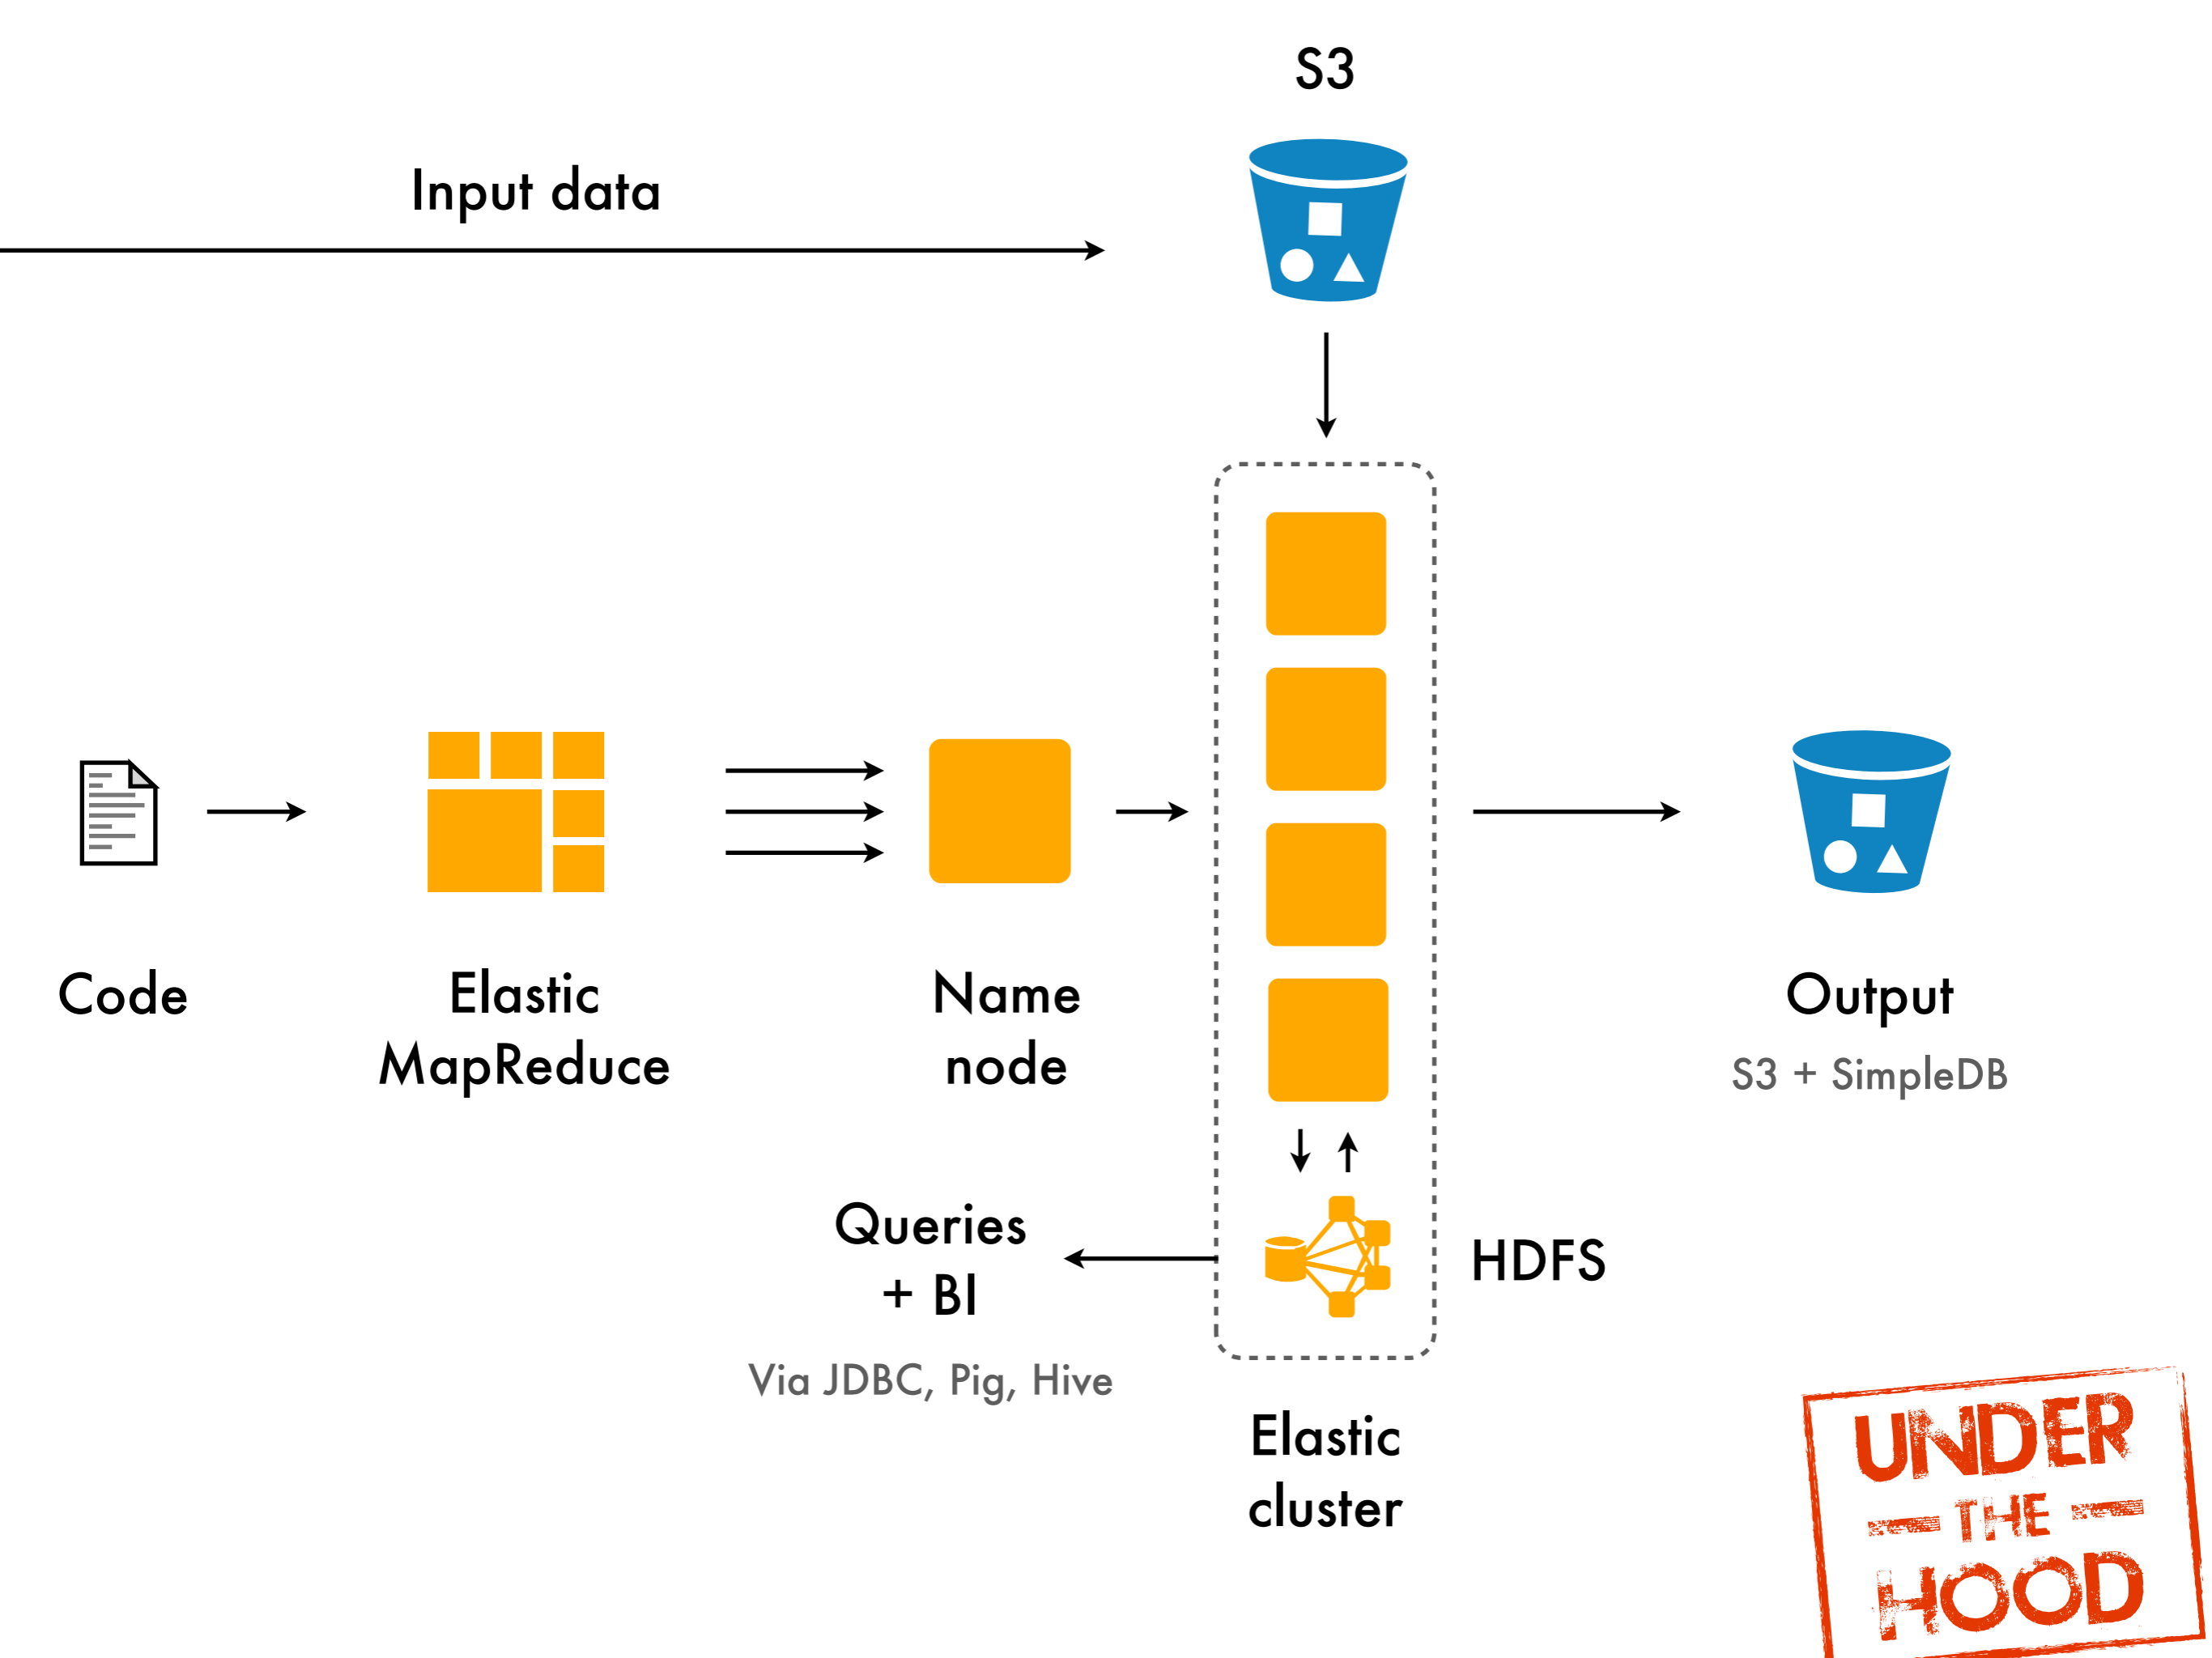 S3
Input data
Code
Elastic
MapReduce
Name
node
Output
S3 + SimpleDB
Queries
+ BI
Via JDBC, Pig, Hive
HDFS
Elastic
cluster
UNDER
THE
HOOD